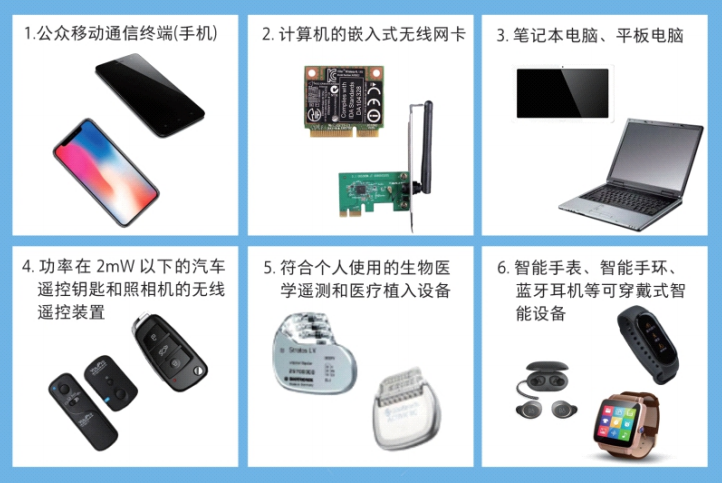 1.公众移动通信终端(手机)
2. 计算机的嵌入式无线网卡
Complies with
IDA Standards
DA104328
3. 笔记本电脑、平板电脑
4. 功率在 2mW 以下的汽车
遥控钥匙和照相机的无线
遥控装置
5. 符合个人使用的生物医
学遥测和医疗植入设备
6. 智能手表、智能手环、
蓝牙耳机等可穿戴式智
能设备